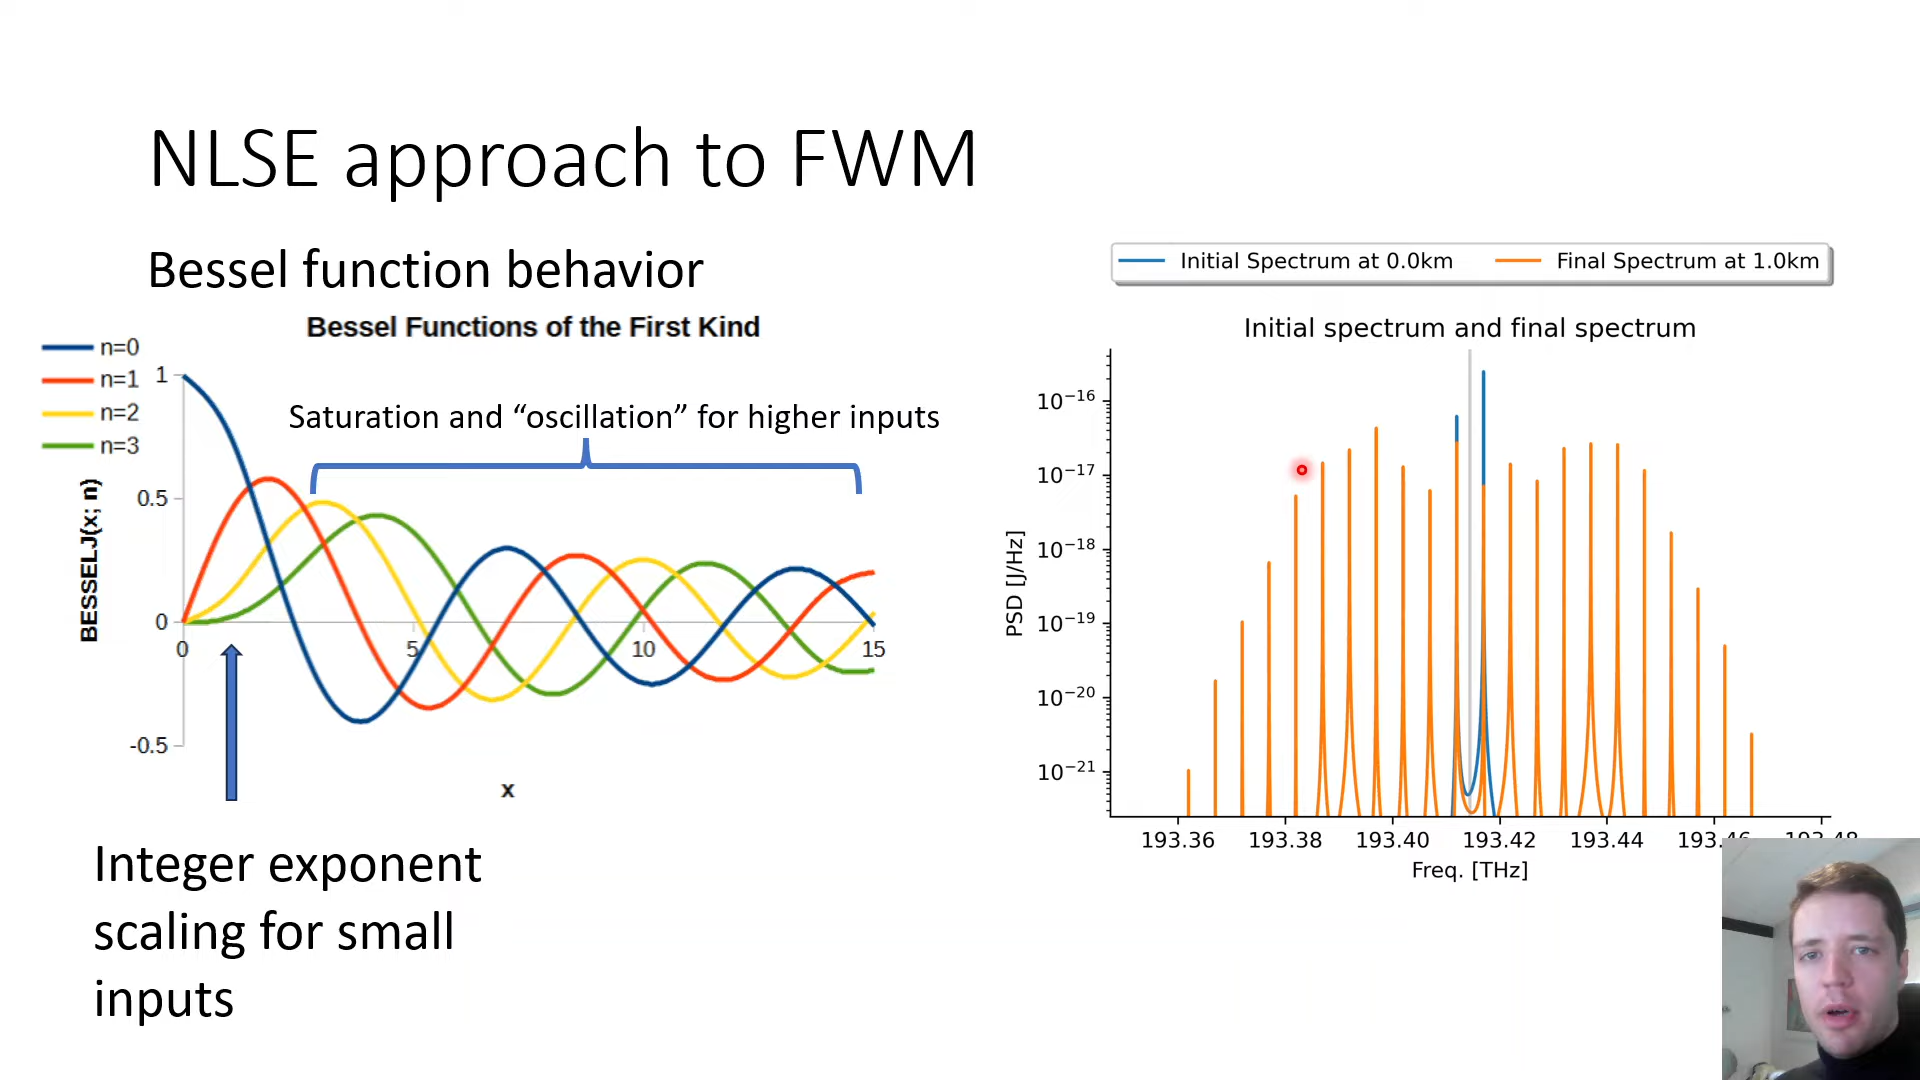 NLSE approach to FWM
Bessel function behavior
Bessel Functions of the First Kind
n=0
n=1
n=2
n=3
1
0.5
0
-0.5
BESSELJ(x; n)
Saturation and “oscillation” for higher inputs
0
5
10
15
x
Integer exponent
scaling for small
inputs
Initial Spectrum at 0.0km
Final Spectrum at 1.0km
Initial spectrum and final spectrum
10⁻¹⁶
10⁻¹⁷
10⁻¹⁸
10⁻¹⁹
10⁻²⁰
10⁻²¹
PSD [J/Hz]
193.36 193.38 193.40 193.42 193.44 193.46 193.48
Freq. [THz]